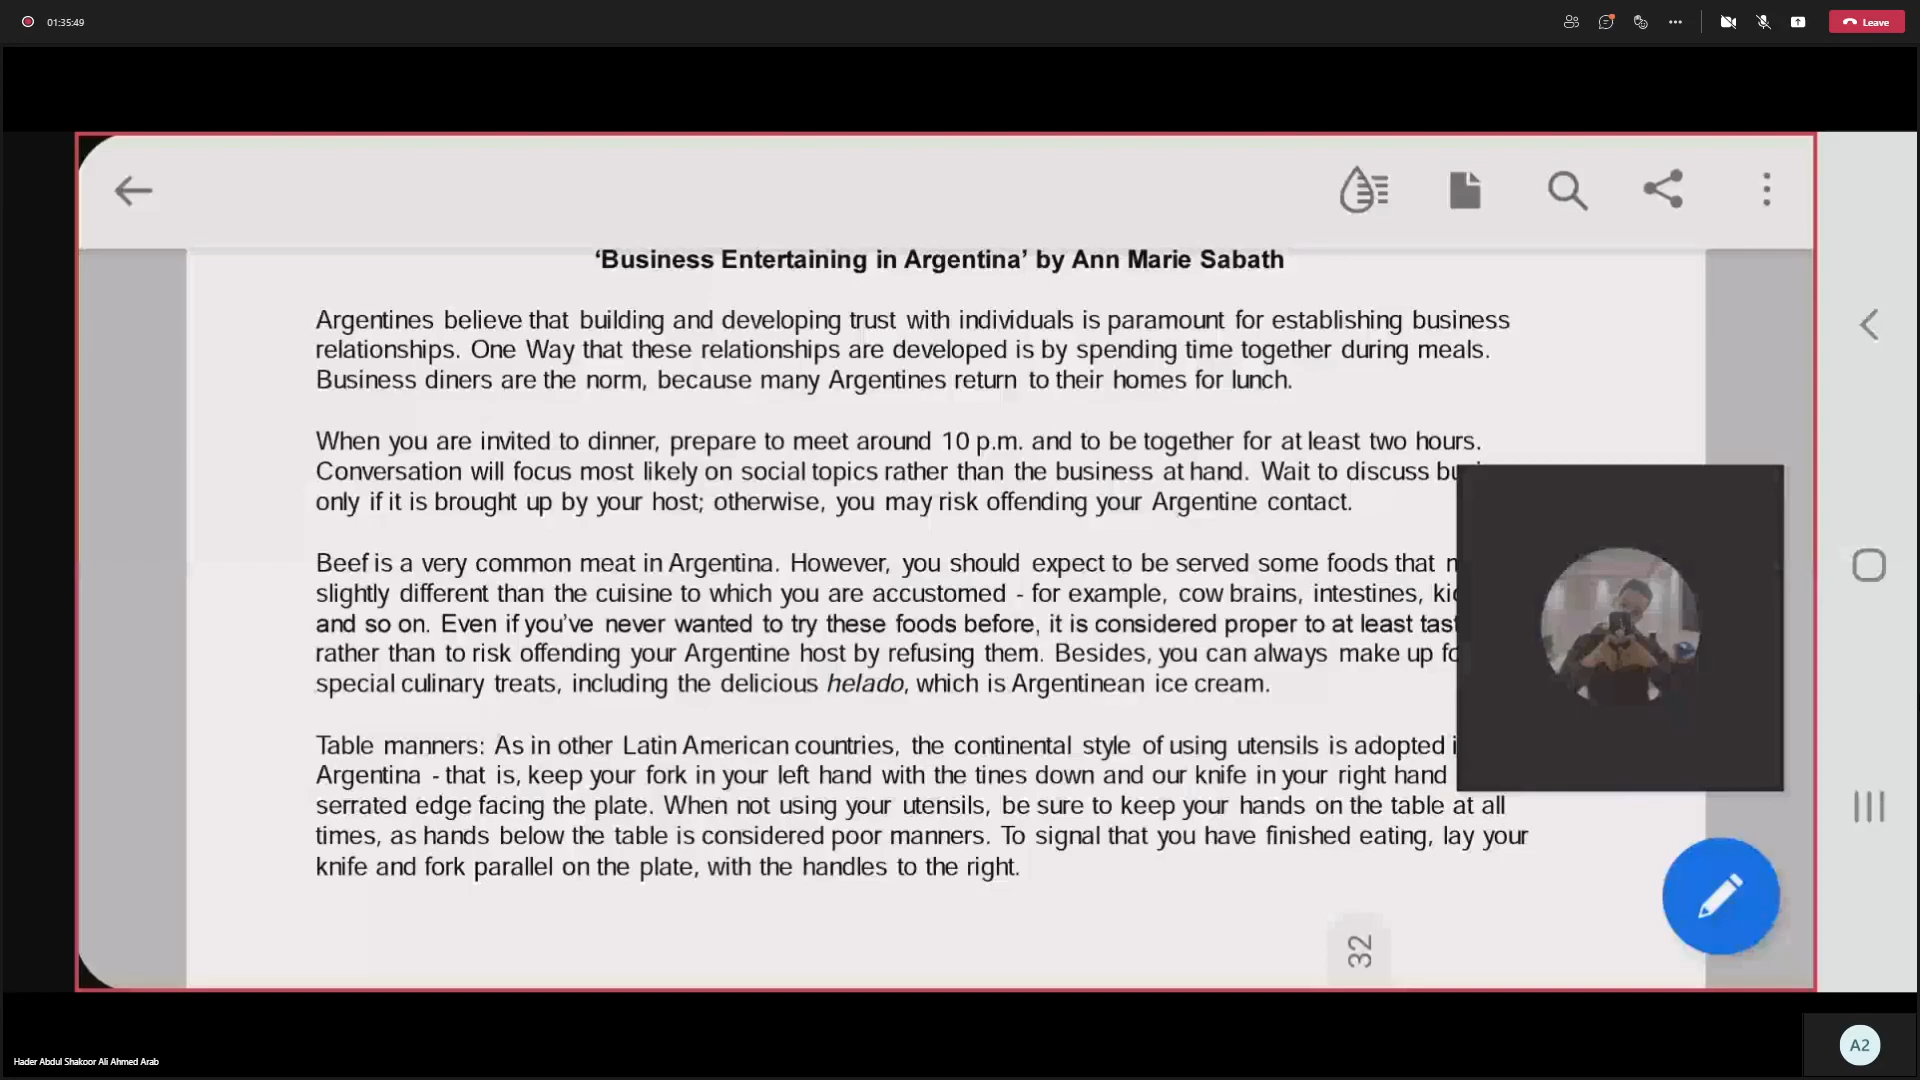 01:35:49
Leave
‘Business Entertaining in Argentina’ by Ann Marie Sabath
Argentines believe that building and developing trust with individuals is paramount for establishing business
relationships. One Way that these relationships are developed is by spending time together during meals.
Business diners are the norm, because many Argentines return to their homes for lunch.
When you are invited to dinner, prepare to meet around 10 p.m. and to be together for at least two hours.
Conversation will focus most likely on social topics rather than the business at hand. Wait to discuss
only if it is brought up by your host; otherwise, you may risk offending your Argentine contact.
Beef is a very common meat in Argentina. However, you should expect to be served some foods that
slightly different than the cuisine to which you are accustomed - for example, cow brains, intestines,
and so on. Even if you’ve never wanted to try these foods before, it is considered proper to at least
rather than to risk offending your Argentine host by refusing them. Besides, you can always make up
special culinary treats, including the delicious helado, which is Argentinean ice cream.
Table manners: As in other Latin American countries, the continental style of using utensils is adopted
Argentina - that is, keep your fork in your left hand with the tines down and our knife in your right hand
serrated edge facing the plate. When not using your utensils, be sure to keep your hands on the table at all
times, as hands below the table is considered poor manners. To signal that you have finished eating, lay your
knife and fork parallel on the plate, with the handles to the right.
32
Hader Abdul Shakoor Ali Ahmed Arab
A2